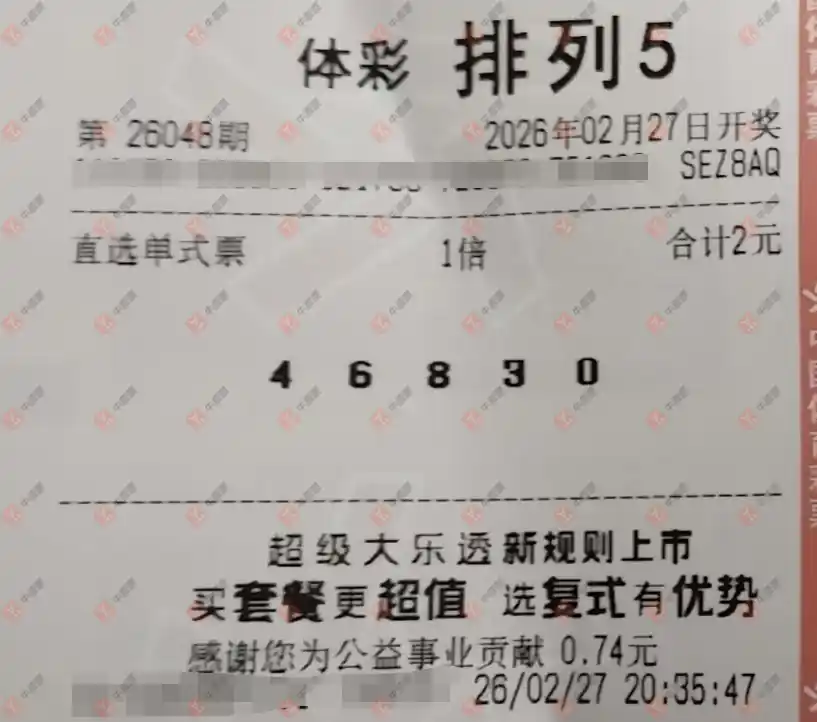 体彩 排列5
第 26048期 2026年02月27日开奖
SEZ8AQ
直选单式票 1倍 合计2元
4 6 8 3 0
超级大乐透新规则上市
买套餐更超值 选复式有优势
感谢您为公益事业贡献 0.74元
26/02/27 20:35:47